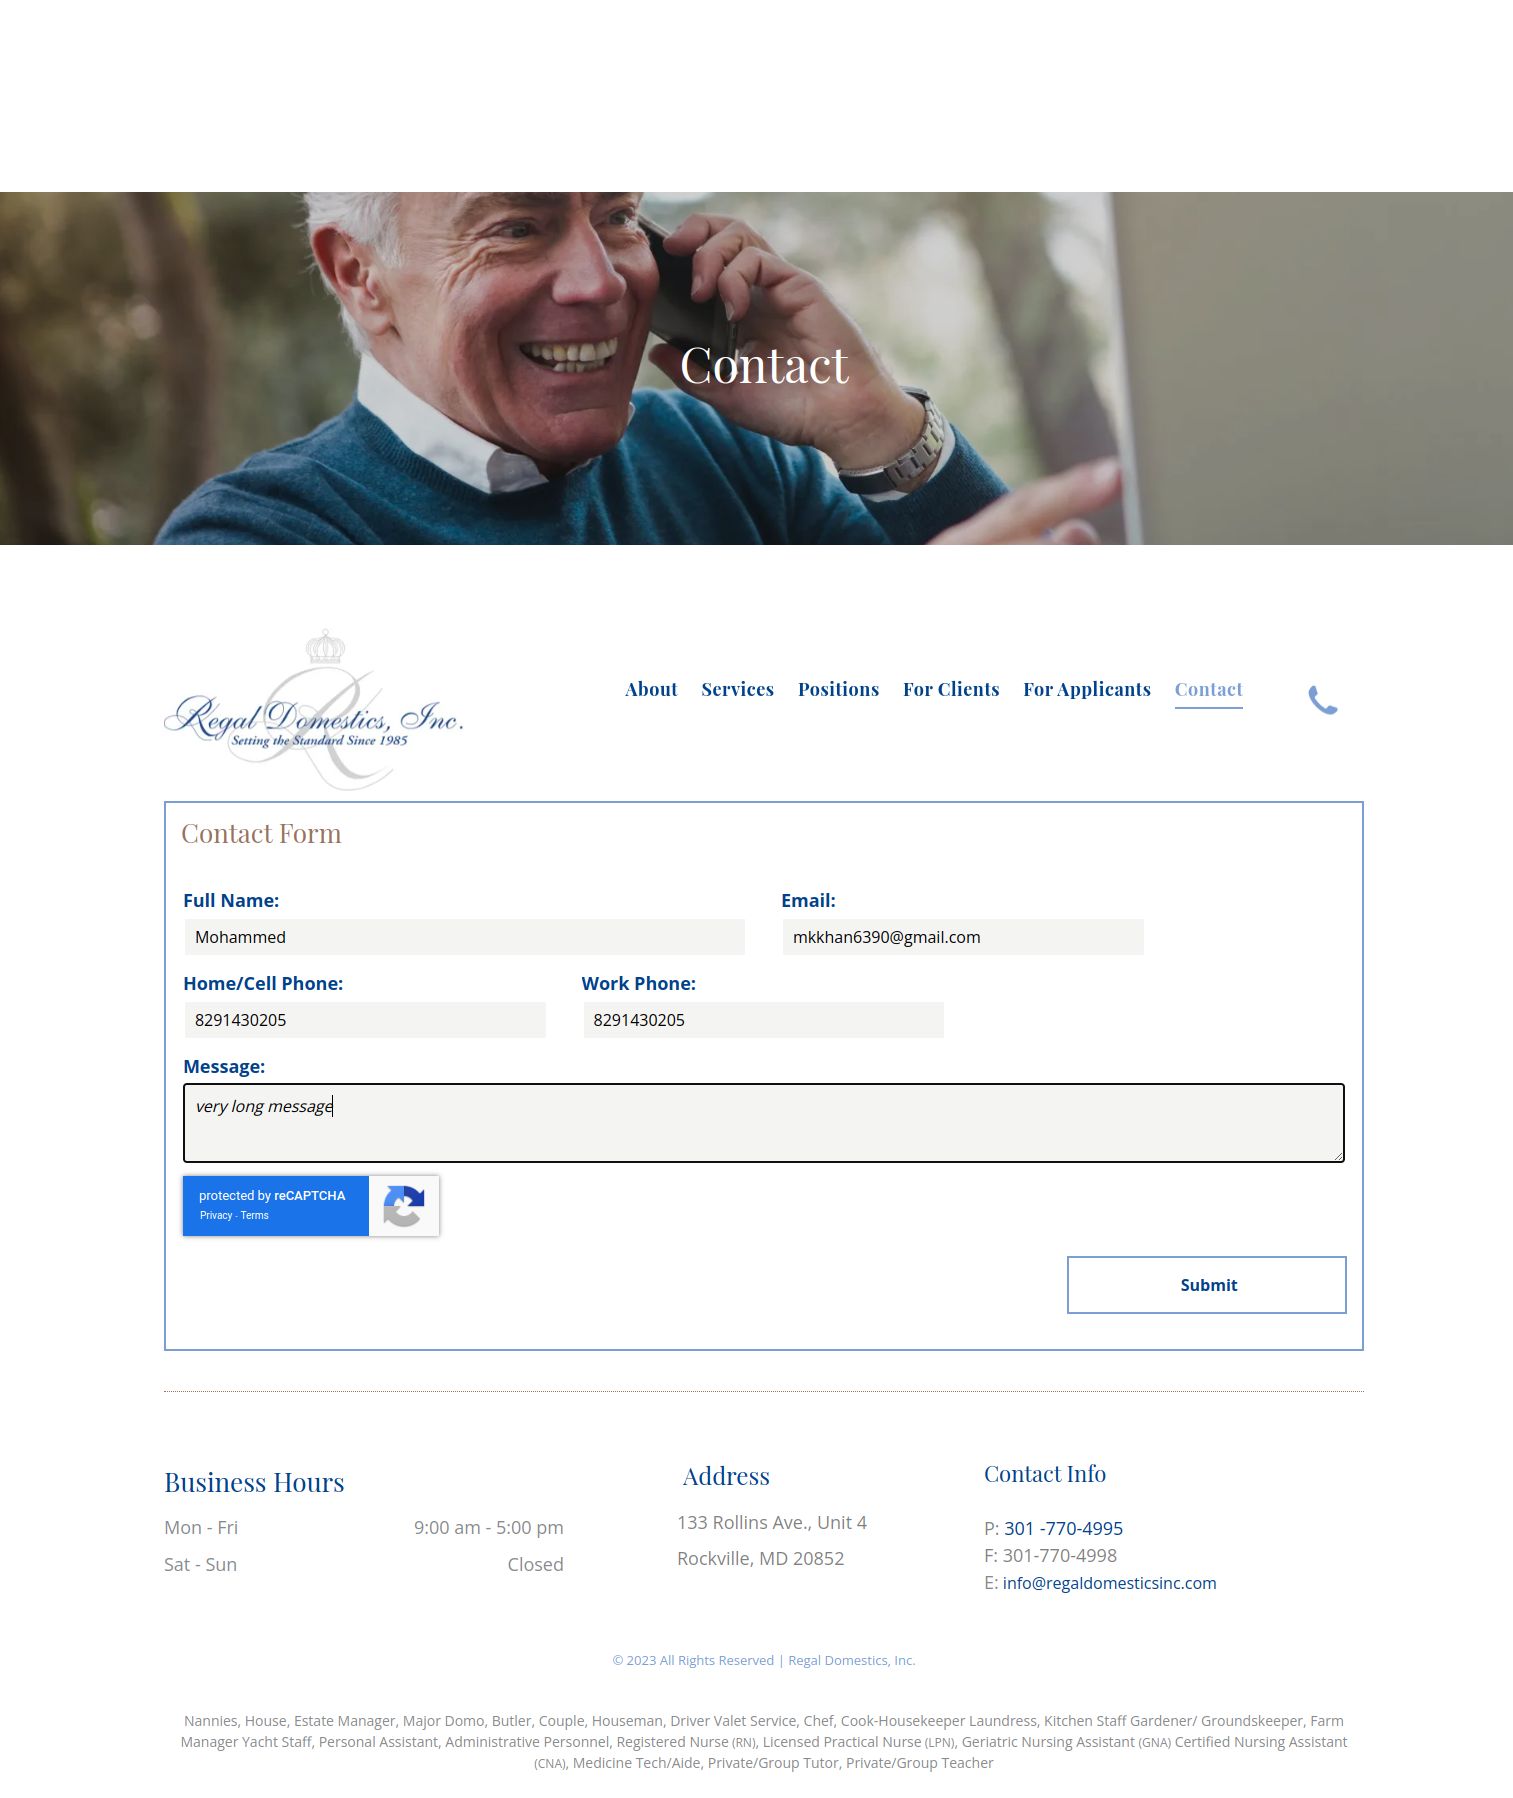 Contact
Regal Domestics, Inc.
Setting the Standard Since 1985
About Services Positions For Clients For Applicants Contact
Contact Form
Full Name: Email:
Mohammed mkkhan6390@gmail.com
Home/Cell Phone: Work Phone:
8291430205 8291430205
Message:
very long message
protected by reCAPTCHA
Privacy - Terms
Submit
Business Hours
Mon - Fri 9:00 am - 5:00 pm
Sat - Sun Closed
Address
133 Rollins Ave., Unit 4
Rockville, MD 20852
Contact Info
P: 301 -770-4995
F: 301-770-4998
E: info@regaldomesticsinc.com
© 2023 All Rights Reserved | Regal Domestics, Inc.
Nannies, House, Estate Manager, Major Domo, Butler, Couple, Houseman, Driver Valet Service, Chef, Cook-Housekeeper Laundress, Kitchen Staff Gardener/ Groundskeeper, Farm
Manager Yacht Staff, Personal Assistant, Administrative Personnel, Registered Nurse (RN), Licensed Practical Nurse (LPN), Geriatric Nursing Assistant (GNA) Certified Nursing Assistant
(CNA), Medicine Tech/Aide, Private/Group Tutor, Private/Group Teacher